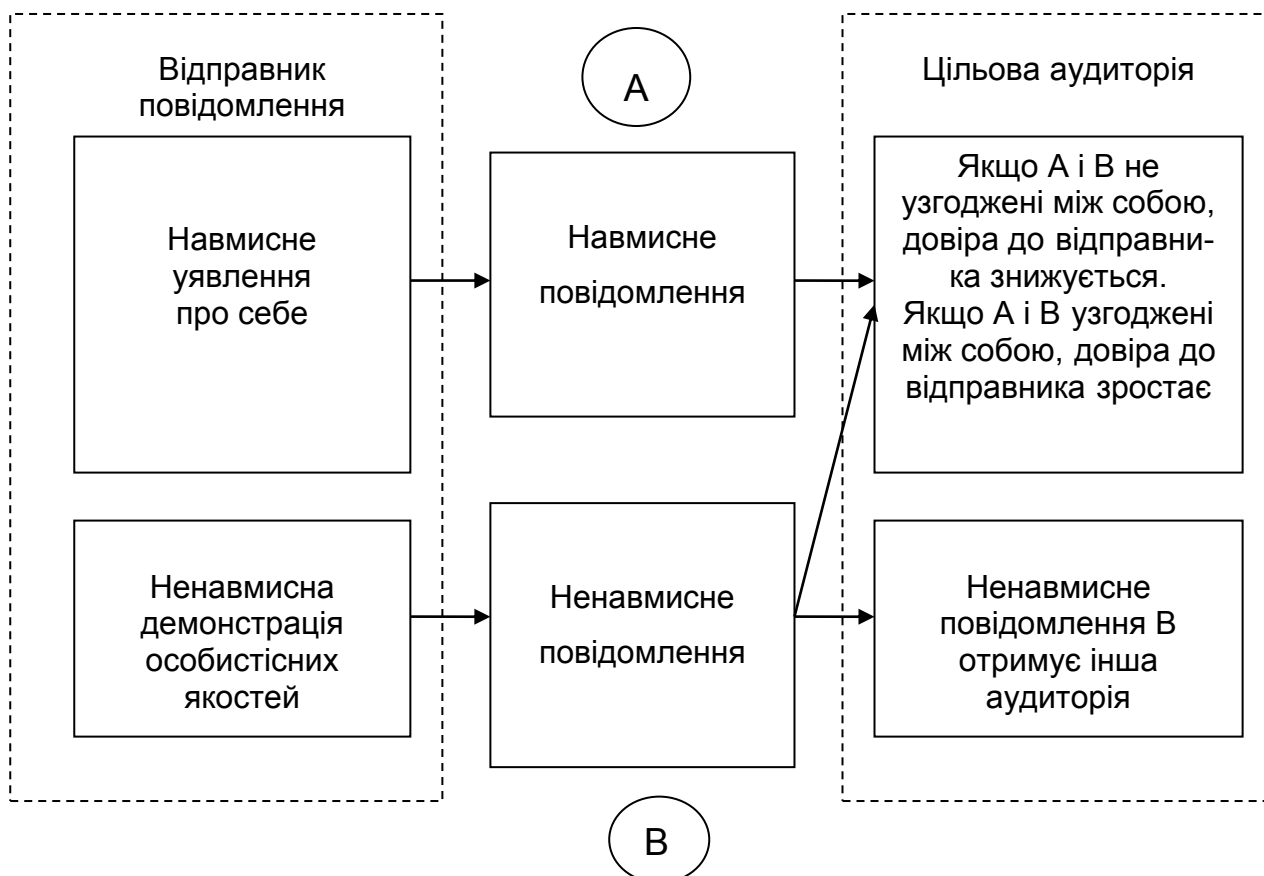 Відправник
повідомлення
А
Цільова аудиторія
Навмисне
уявлення
про себе
Навмисне
повідомлення
Якщо А і В не
узгоджені між собою,
довіра до відправни-
ка знижується.
Якщо А і В узгоджені
між собою, довіра до
відправника зростає
Ненавмисна
демонстрація
особистісних
якостей
Ненавмисне
повідомлення
Ненавмисне
повідомлення В
отримує інша
аудиторія
В